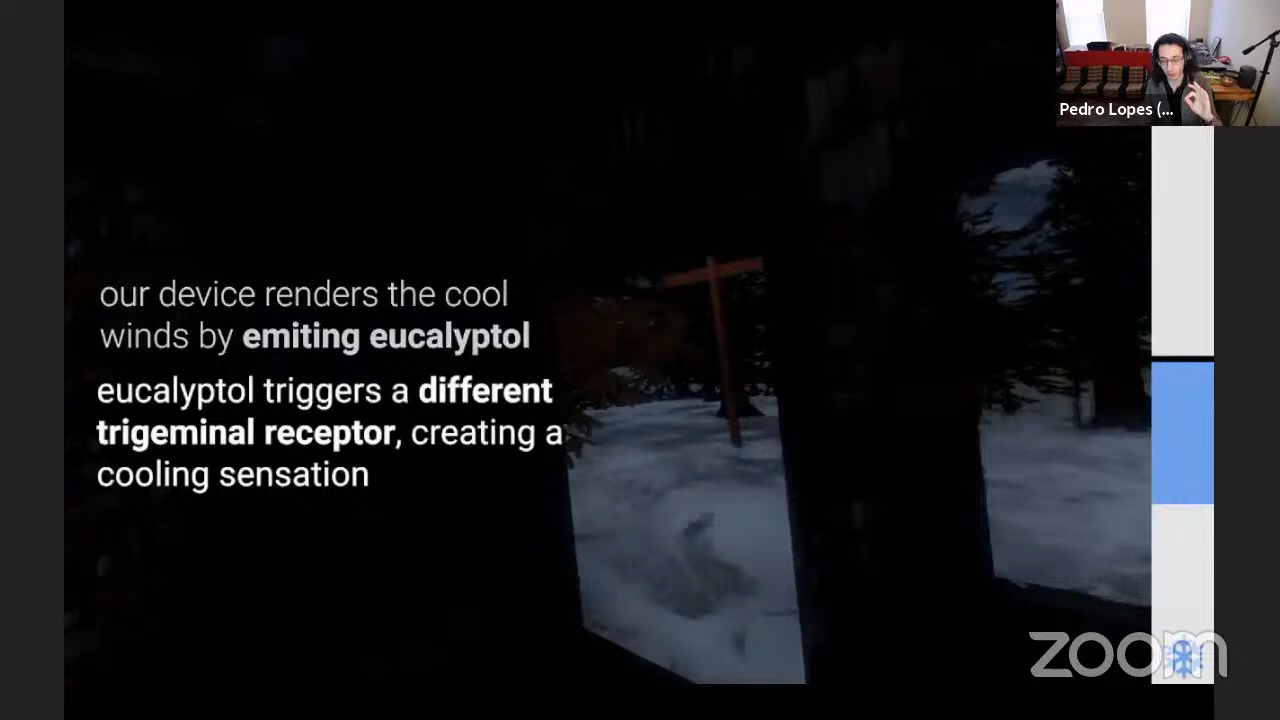 Pedro Lopes (...
our device renders the cool
winds by emiting eucalyptol
eucalyptol triggers a different
trigeminal receptor, creating a
cooling sensation
zoom